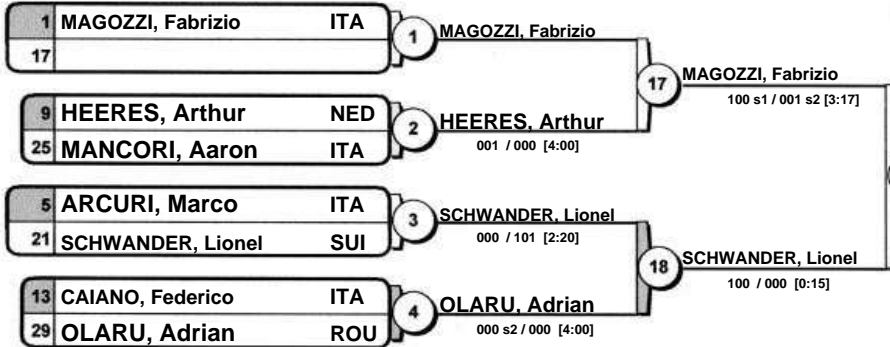 1 MAGOZZI, Fabrizio ITA
17
1
MAGOZZI, Fabrizio
9 HEERES, Arthur NED
25 MANCORI, Aaron ITA
2
HEERES, Arthur
001 / 000 [4:00]
17
MAGOZZI, Fabrizio
100 s1 / 001 s2 [3:17]
5 ARCURI, Marco ITA
21 SCHWANDER, Lionel SUI
3
SCHWANDER, Lionel
000 / 101 [2:20]
13 CAIANO, Federico ITA
29 OLARU, Adrian ROU
4
OLARU, Adrian
000 s2 / 000 [4:00]
18
SCHWANDER, Lionel
100 / 000 [0:15]